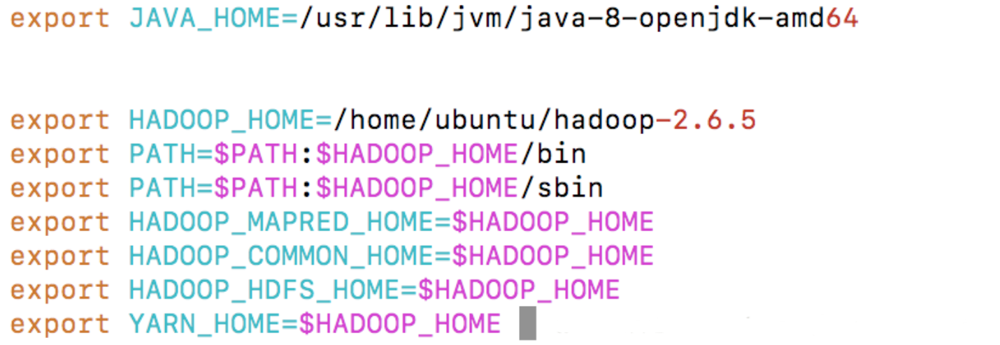 export JAVA_HOME=/usr/lib/jvm/java-8-openjdk-amd64
export HADOOP_HOME=/home/ubuntu/hadoop-2.6.5
export PATH=$PATH:$HADOOP_HOME/bin
export PATH=$PATH:$HADOOP_HOME/sbin
export HADOOP_MAPRED_HOME=$HADOOP_HOME
export HADOOP_COMMON_HOME=$HADOOP_HOME
export HADOOP_HDFS_HOME=$HADOOP_HOME
export YARN_HOME=$HADOOP_HOME